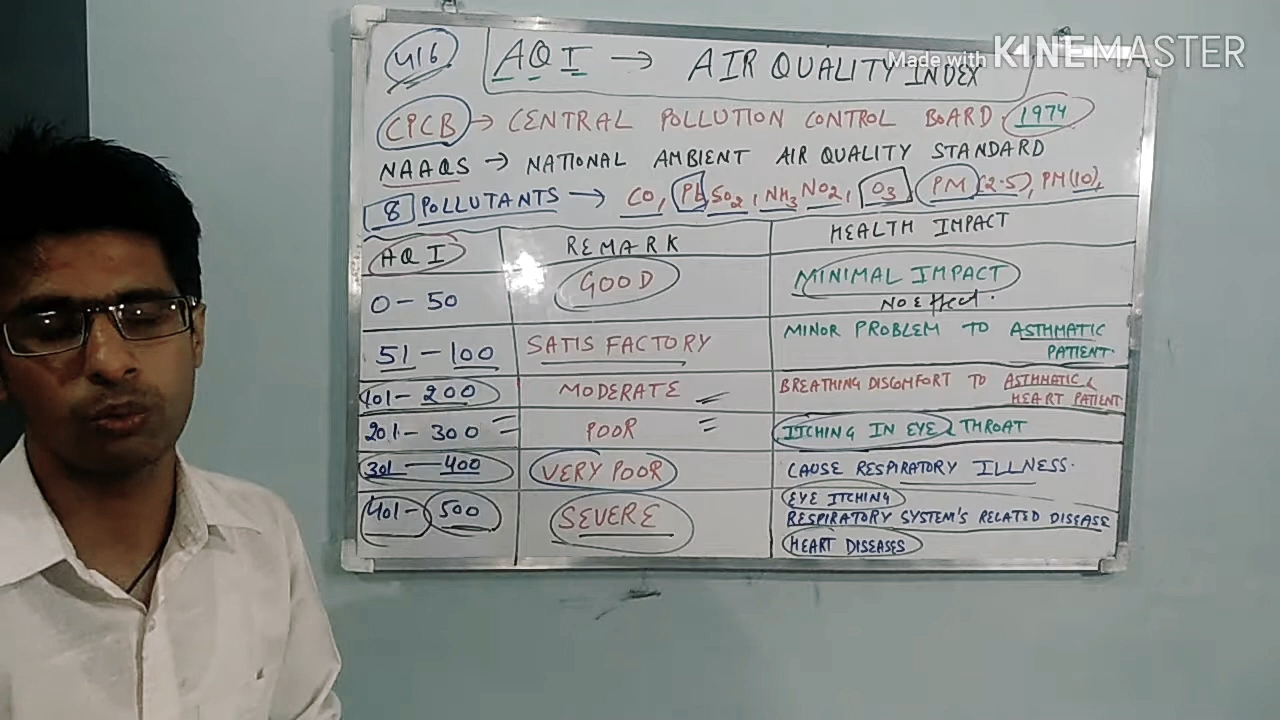 416 AQI → AIR QUALITY INDEX
Made with KINEMASTER
CPCB → CENTRAL POLLUTION CONTROL BOARD. 1974
NAAQS → NATIONAL AMBIENT AIR QUALITY STANDARD
8 POLLUTANTS → CO, Pb SO2, NH3 NO2, O3 PM (2.5), PM (10),
AQI REMARK HEALTH IMPACT
0 - 50 GOOD MINIMAL IMPACT
NO Effect.
51 - 100 SATISFACTORY MINOR PROBLEM TO ASTHMATIC
PATIENT.
101 - 200 MODERATE BREATHING DISCOMFORT TO ASTHMATIC &
HEART PATIENT
201 - 300 POOR ITCHING IN EYE & THROAT
301 - 400 VERY POOR CAUSE RESPIRATORY ILLNESS.
401 - 500 SEVERE EYE ITCHING
RESPIRATORY SYSTEM'S RELATED DISEASE
HEART DISEASES